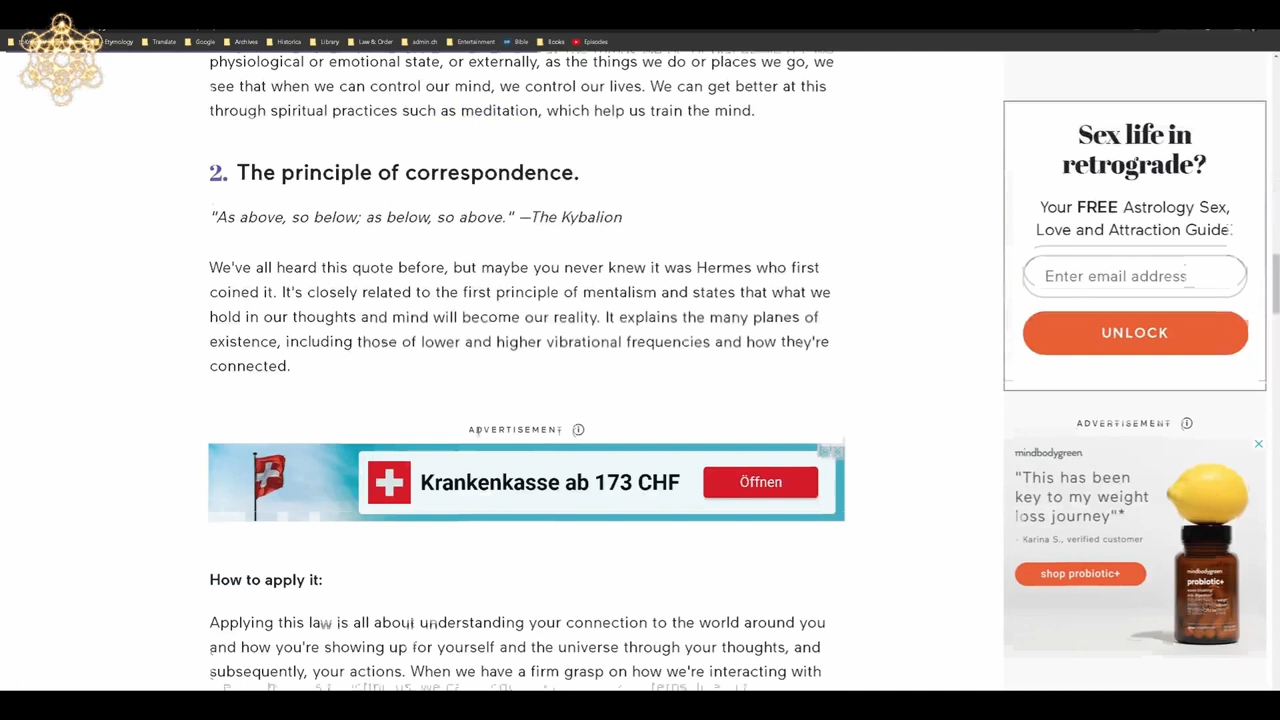 Etymology Translate Google Archives Historica Library Law & Order admin.ch Entertainment Bible Books Episodes
physiological or emotional state, or externally, as the things we do or places we go, we
see that when we can control our mind, we control our lives. We can get better at this
through spiritual practices such as meditation, which help us train the mind.
2. The principle of correspondence.
"As above, so below; as below, so above." —The Kybalion
We've all heard this quote before, but maybe you never knew it was Hermes who first
coined it. It's closely related to the first principle of mentalism and states that what we
hold in our thoughts and mind will become our reality. It explains the many planes of
existence, including those of lower and higher vibrational frequencies and how they're
connected.
ADVERTISEMENT
Krankenkasse ab 173 CHF
Öffnen
How to apply it:
Applying this law is all about understanding your connection to the world around you
and how you're showing up for yourself and the universe through your thoughts, and
subsequently, your actions. When we have a firm grasp on how we're interacting with
Sex life in
retrograde?
Your FREE Astrology Sex,
Love and Attraction Guide.
Enter email address
UNLOCK
ADVERTISEMENT
mindbodygreen
"This has been
key to my weight
loss journey"*
- Karina S., verified customer
shop probiotic+
mindbodygreen
probiotic+